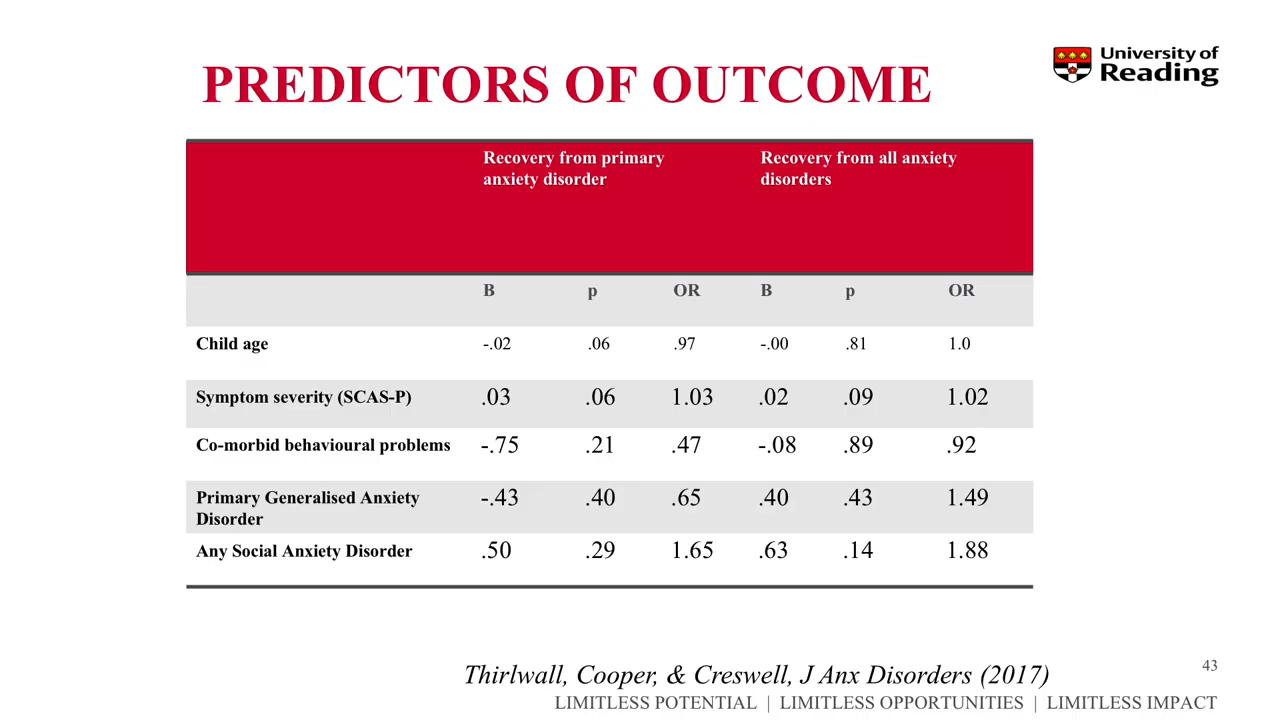 University of
Reading
PREDICTORS OF OUTCOME
Recovery from primary anxiety disorder
Recovery from all anxiety disorders
B p OR B p OR
Child age -.02 .06 .97 -.00 .81 1.0
Symptom severity (SCAS-P) .03 .06 1.03 .02 .09 1.02
Co-morbid behavioural problems -.75 .21 .47 -.08 .89 .92
Primary Generalised Anxiety Disorder -.43 .40 .65 .40 .43 1.49
Any Social Anxiety Disorder .50 .29 1.65 .63 .14 1.88
Thirlwall, Cooper, & Creswell, J Anx Disorders (2017)
43
LIMITLESS POTENTIAL | LIMITLESS OPPORTUNITIES | LIMITLESS IMPACT